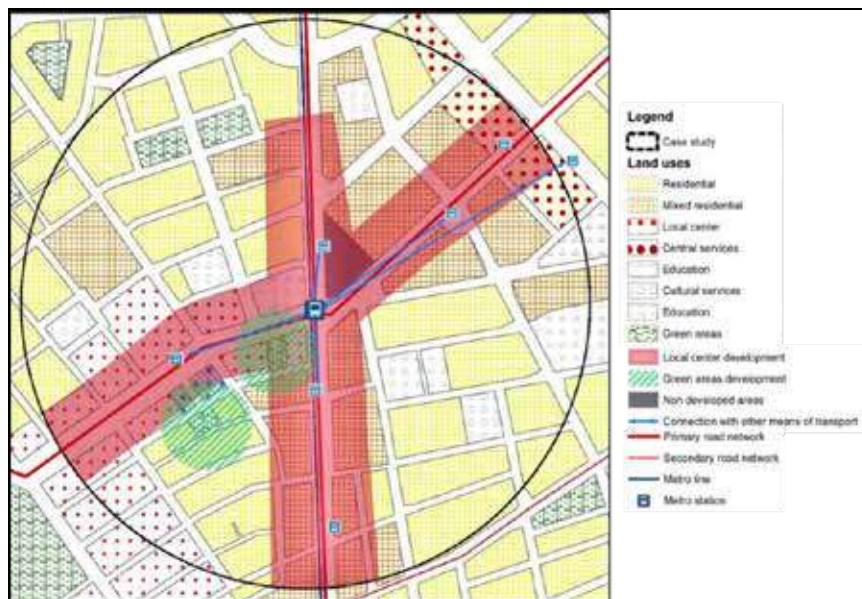 Legend
Case study
Land uses
Residential
Mixed residential
Local center
Central services
Education
Cultural services
Education
Green areas
Local center development
Green areas development
Non developed areas
Connection with other means of transport
Primary road network
Secondary road network
Metro line
Metro station